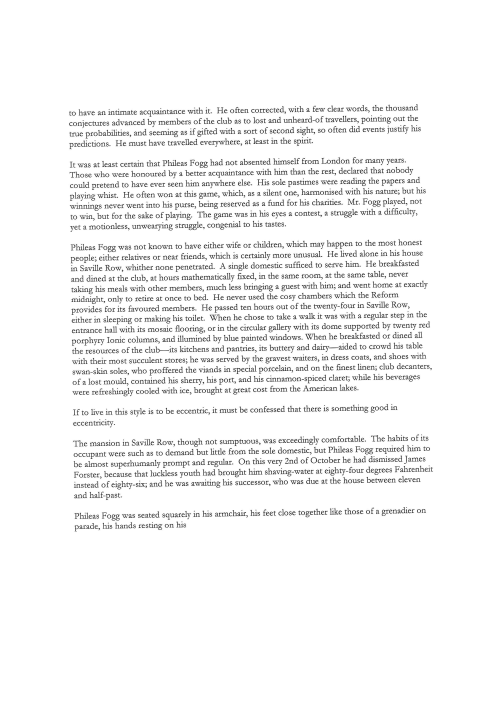 to have an intimate acquaintance with it. He often corrected, with a few clear words, the thousand
conjectures advanced by members of the club as to lost and unheard-of travellers, pointing out the
true probabilities, and seeming as if gifted with a sort of second sight, so often did events justify his
predictions. He must have travelled everywhere, at least in the spirit.
It was at least certain that Phileas Fogg had not absented himself from London for many years.
Those who were honoured by a better acquaintance with him than the rest, declared that nobody
could pretend to have ever seen him anywhere else. His sole pastimes were reading the papers and
playing whist. He often won at this game, which, as a silent one, harmonised with his nature; but his
winnings never went into his purse, being reserved as a fund for his charities. Mr. Fogg played, not
to win, but for the sake of playing. The game was in his eyes a contest, a struggle with a difficulty,
yet a motionless, unwearying struggle, congenial to his tastes.
Phileas Fogg was not known to have either wife or children, which may happen to the most honest
people; either relatives or near friends, which is certainly more unusual. He lived alone in his house
in Saville Row, whither none penetrated. A single domestic sufficed to serve him. He breakfasted
and dined at the club, at hours mathematically fixed, in the same room, at the same table, never
taking his meals with other members, much less bringing a guest with him; and went home at exactly
midnight, only to retire at once to bed. He never used the cosy chambers which the Reform
provides for its favoured members. He passed ten hours out of the twenty-four in Saville Row,
either in sleeping or making his toilet. When he chose to take a walk it was with a regular step in the
entrance hall with its mosaic flooring, or in the circular gallery with its dome supported by twenty red
porphyry Ionic columns, and illumined by blue painted windows. When he breakfasted or dined all
the resources of the club—its kitchens and pantries, its buttery and dairy—aided to crowd his table
with their most succulent stores; he was served by the gravest waiters, in dress coats, and shoes with
swan-skin soles, who proffered the viands in special porcelain, and on the finest linen; club decanters,
of a lost mould, contained his sherry, his port, and his cinnamon-spiced claret; while his beverages
were refreshingly cooled with ice, brought at great cost from the American lakes.
If to live in this style is to be eccentric, it must be confessed that there is something good in
eccentricity.
The mansion in Saville Row, though not sumptuous, was exceedingly comfortable. The habits of its
occupant were such as to demand but little from the sole domestic, but Phileas Fogg required him to
be almost superhumanly prompt and regular. On this very 2nd of October he had dismissed James
Forster, because that luckless youth had brought him shaving-water at eighty-four degrees Fahrenheit
instead of eighty-six; and he was awaiting his successor, who was due at the house between eleven
and half-past.
Phileas Fogg was seated squarely in his armchair, his feet close together like those of a grenadier on
parade, his hands resting on his